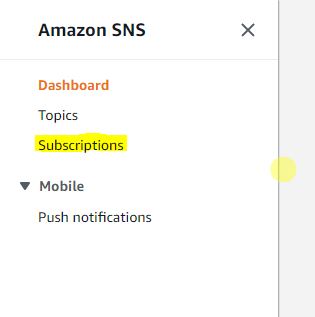 Amazon SNS
Dashboard
Topics
Subscriptions
Mobile
Push notifications